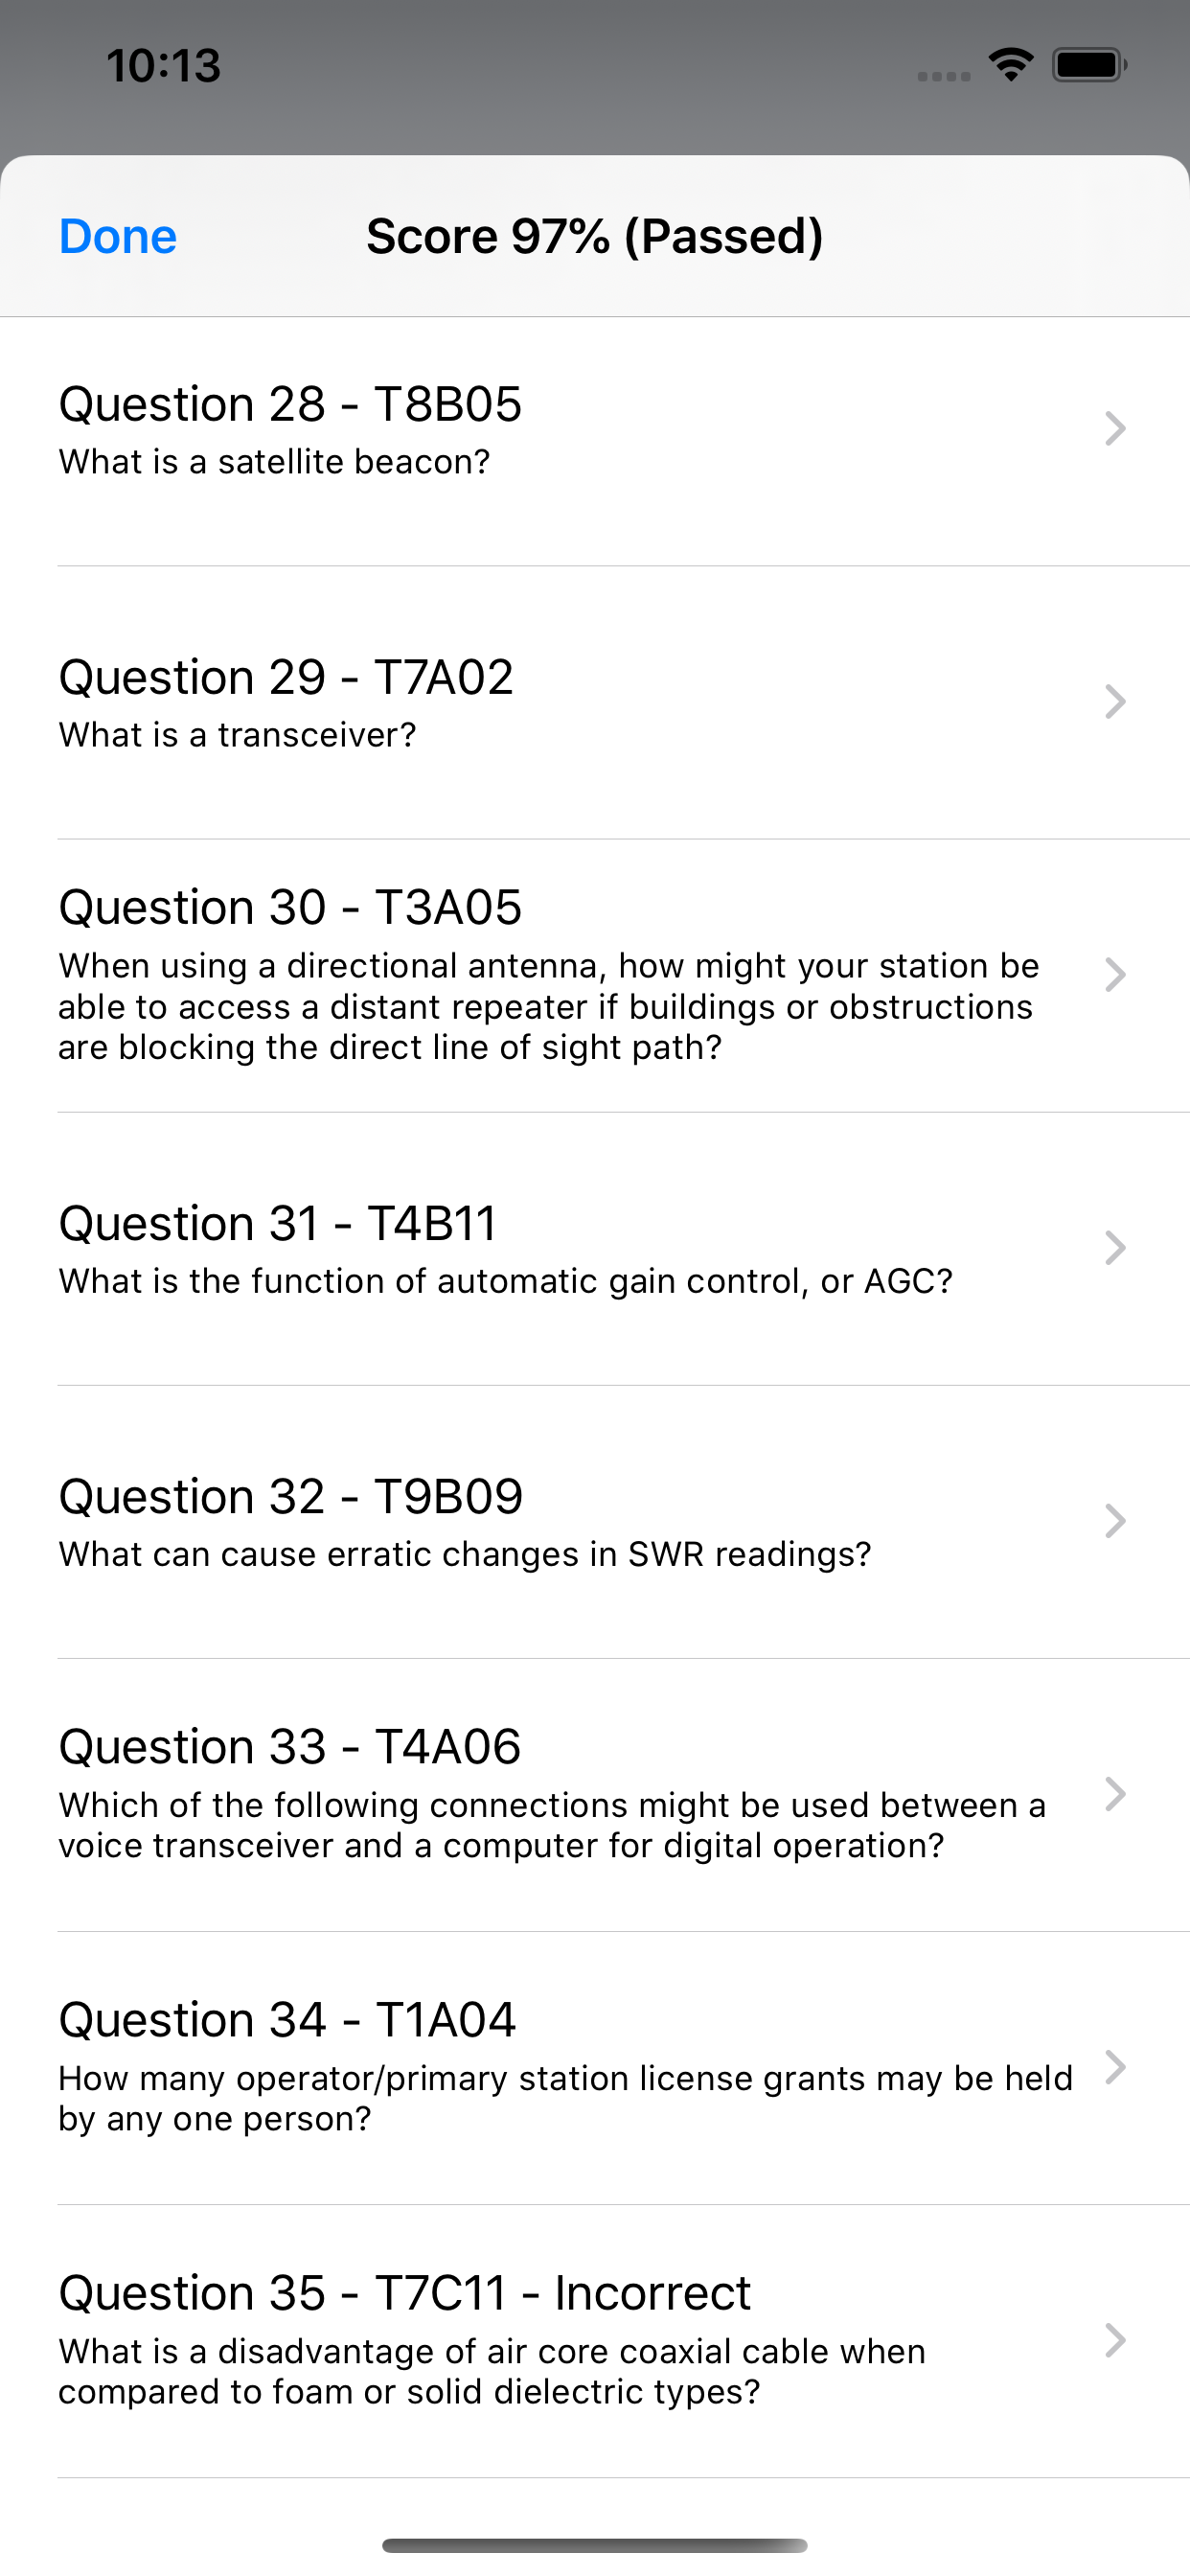 10:13
Done
Score 97% (Passed)
Question 28 - T8B05
What is a satellite beacon?
Question 29 - T7A02
What is a transceiver?
Question 30 - T3A05
When using a directional antenna, how might your station be
able to access a distant repeater if buildings or obstructions
are blocking the direct line of sight path?
Question 31 - T4B11
What is the function of automatic gain control, or AGC?
Question 32 - T9B09
What can cause erratic changes in SWR readings?
Question 33 - T4A06
Which of the following connections might be used between a
voice transceiver and a computer for digital operation?
Question 34 - T1A04
How many operator/primary station license grants may be held
by any one person?
Question 35 - T7C11 - Incorrect
What is a disadvantage of air core coaxial cable when
compared to foam or solid dielectric types?